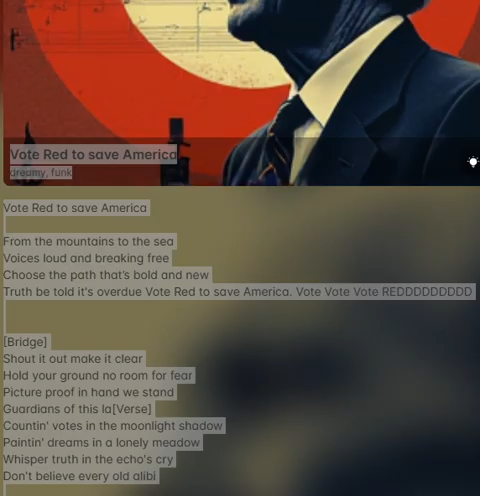 Vote Red to save America
dreamy, funk
Vote Red to save America
From the mountains to the sea
Voices loud and breaking free
Choose the path that's bold and new
Truth be told it's overdue Vote Red to save America. Vote Vote Vote REDDDDDDDDD
[Bridge]
Shout it out make it clear
Hold your ground no room for fear
Picture proof in hand we stand
Guardians of this la[Verse]
Countin' votes in the moonlight shadow
Paintin' dreams in a lonely meadow
Whisper truth in the echo's cry
Don't believe every old alibi